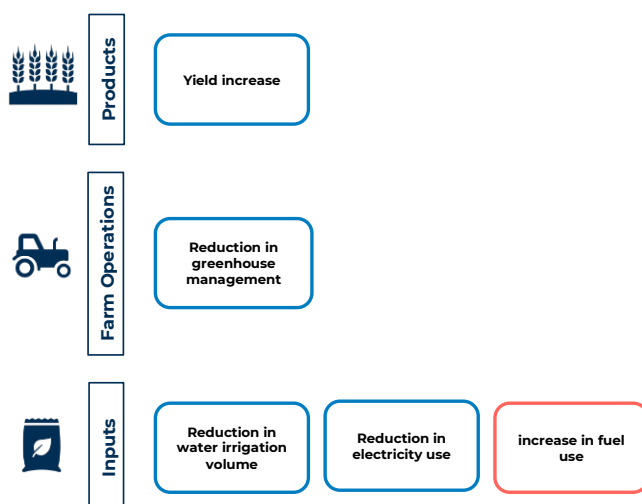 Products
Yield increase
Farm Operations
Reduction in
greenhouse
management
Inputs
Reduction in
water irrigation
volume
Reduction in
electricity use
increase in fuel
use